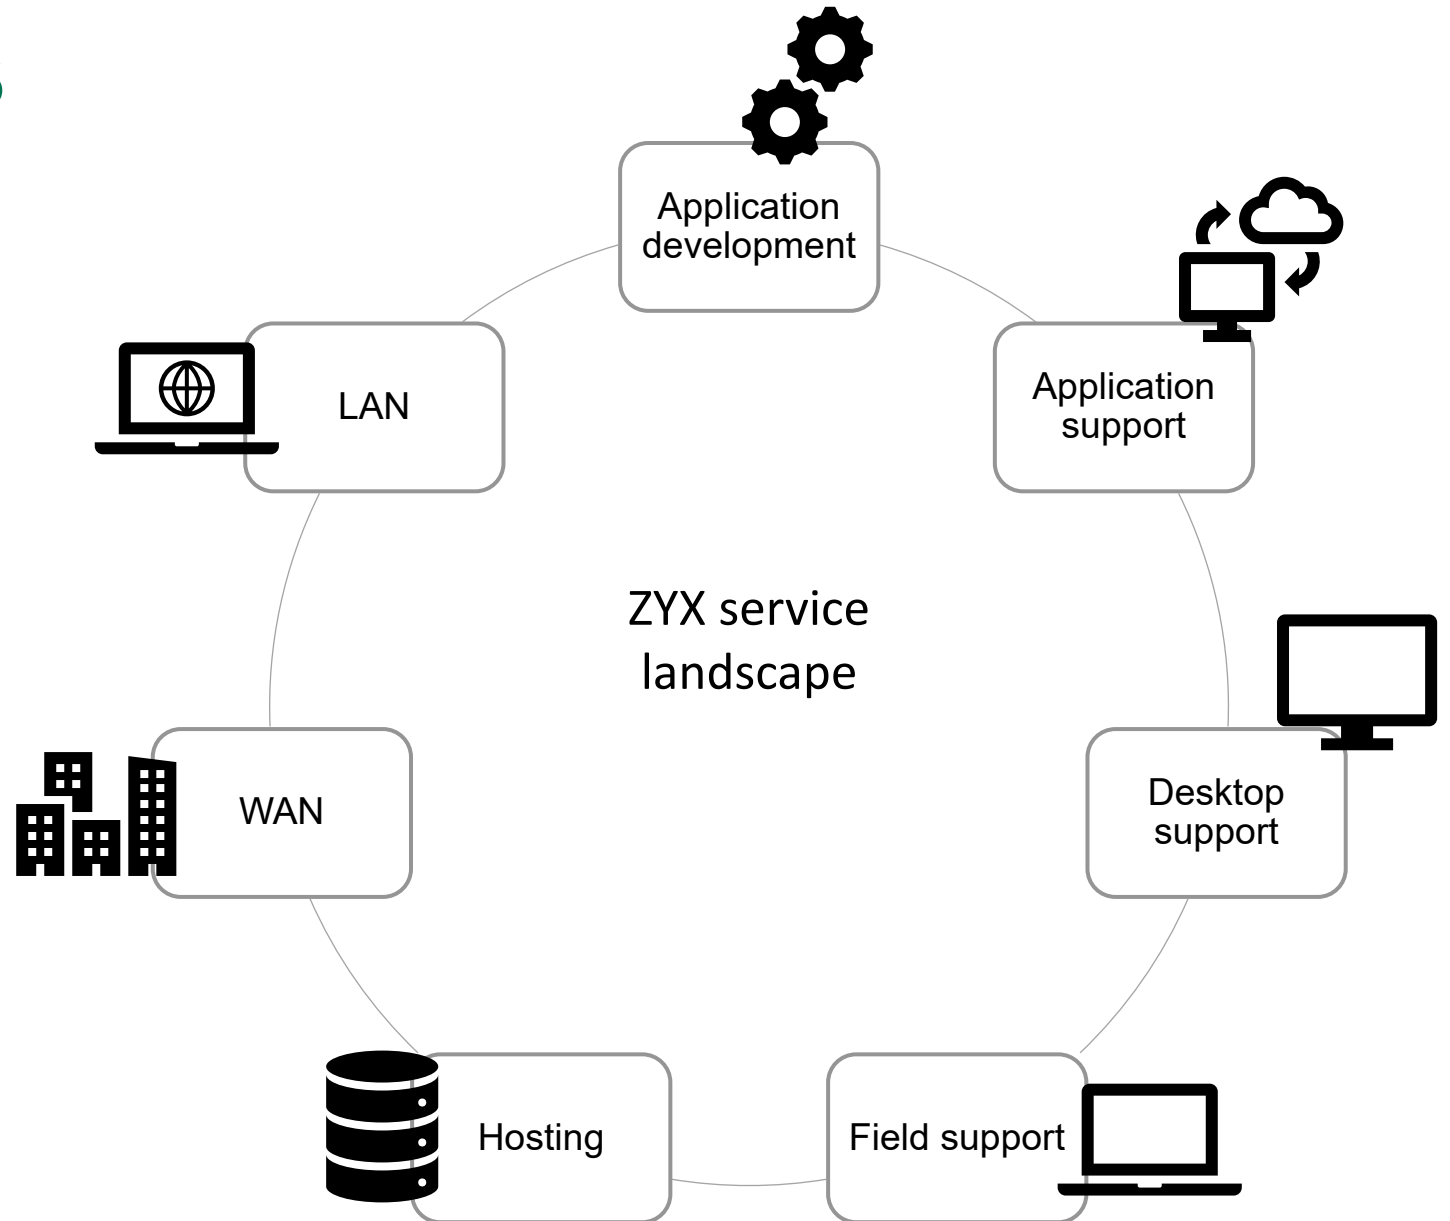 Application
development
Application
support
LAN
ZYX service
landscape
Desktop
support
WAN
Hosting
Field support